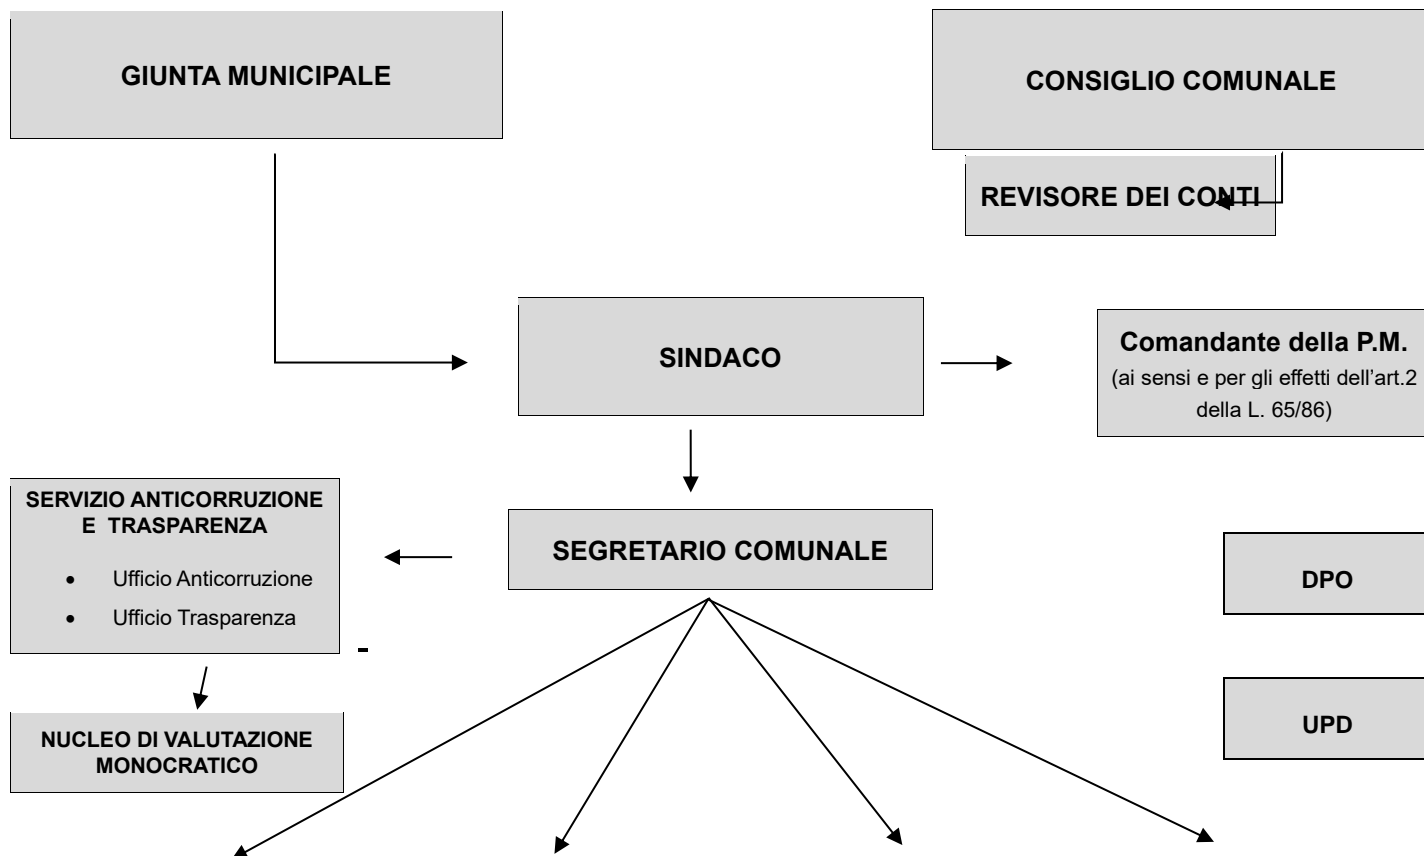 GIUNTA MUNICIPALE
CONSIGLIO COMUNALE
REVISORE DEI CONTI
SINDACO
Comandante della P.M.
(ai sensi e per gli effetti dell'art.2
della L. 65/86)
SERVIZIO ANTICORRUZIONE
E TRASPARENZA
• Ufficio Anticorruzione
• Ufficio Trasparenza
SEGRETARIO COMUNALE
DPO
-
NUCLEO DI VALUTAZIONE
MONOCRATICO
UPD